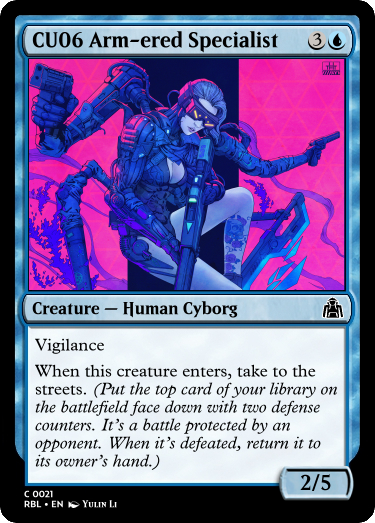 CU06 Arm-ered Specialist 3
Creature — Human Cyborg
Vigilance
When this creature enters, take to the
streets. (Put the top card of your library on
the battlefield face down with two defense
counters. It's a battle protected by an
opponent. When it's defeated, return it to
its owner's hand.)
2/5
C 0021
RBL • EN Yulin Li